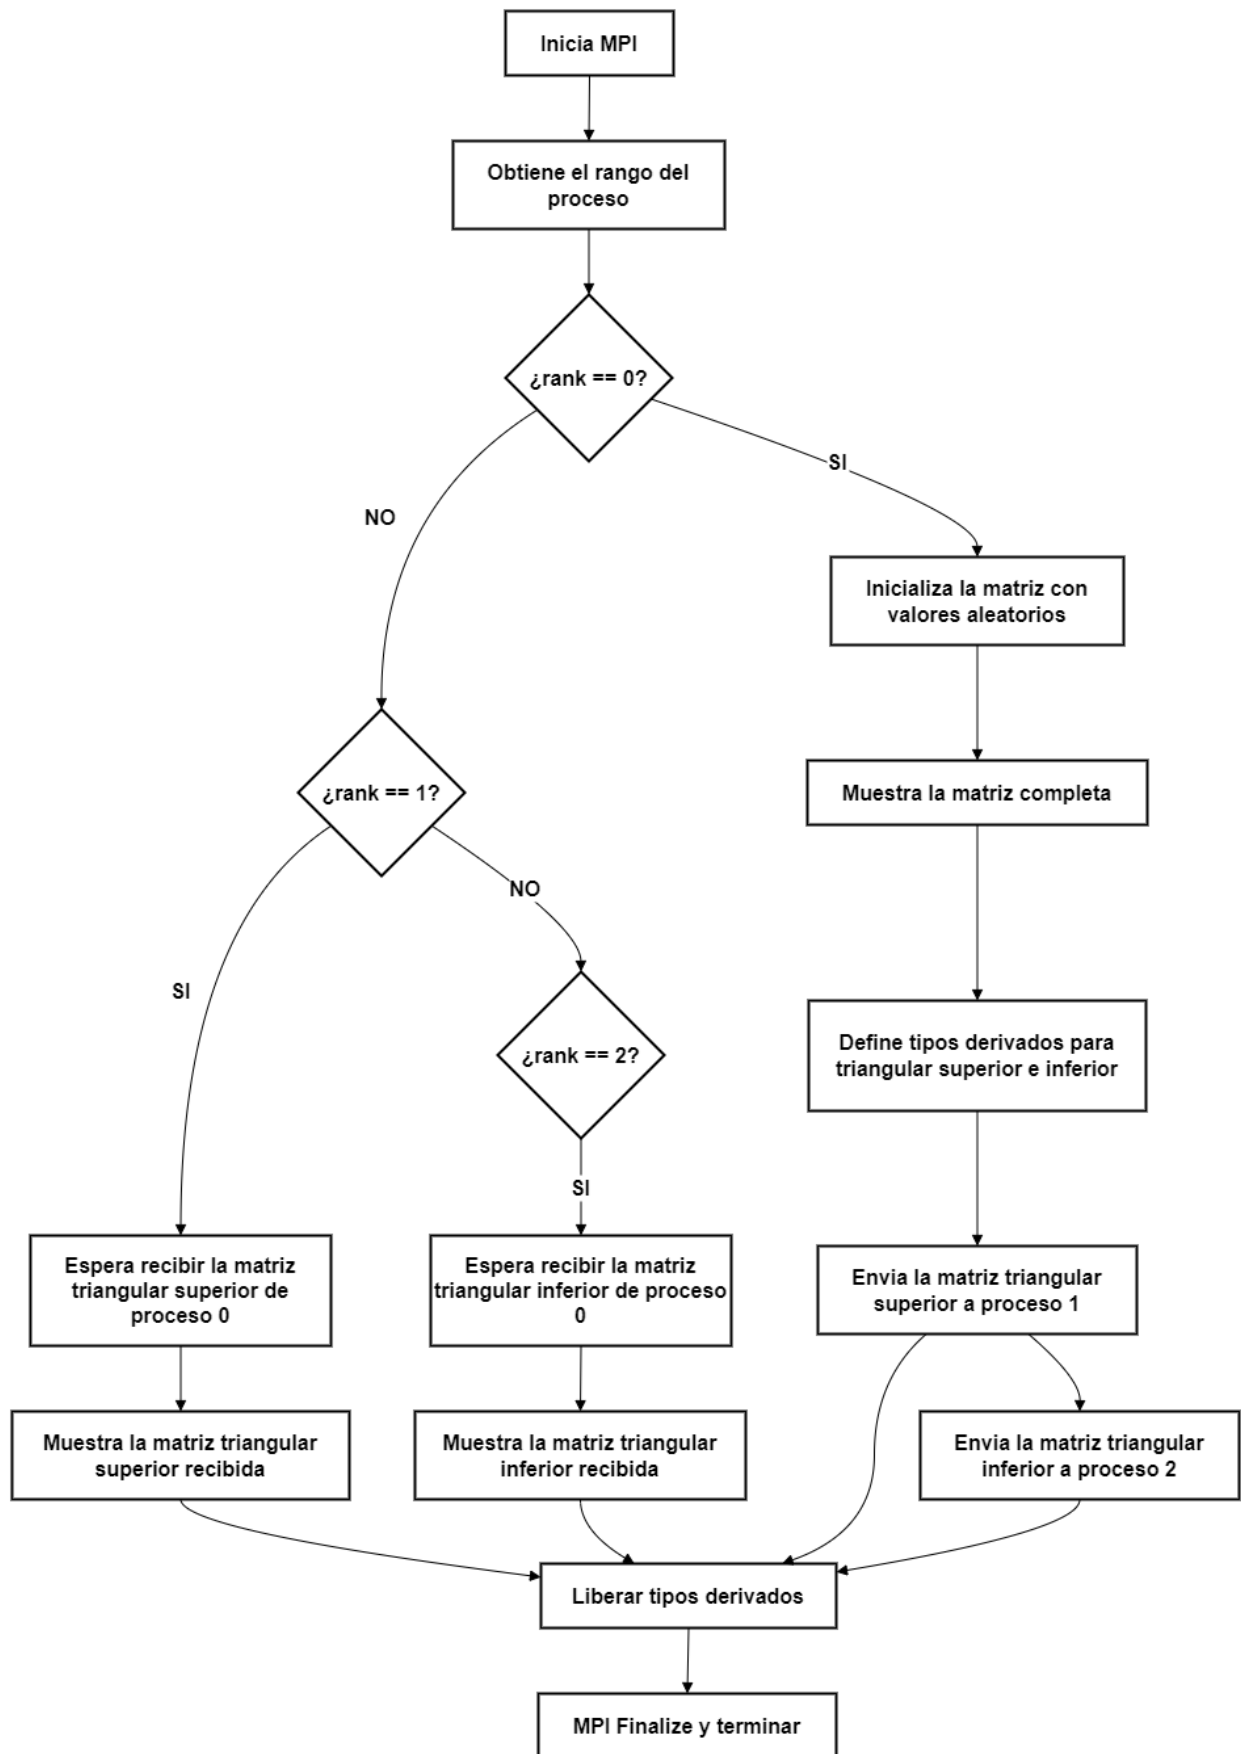 Inicia MPI
Obtiene el rango del
proceso
¿rank == 0?
SI
NO
Inicializa la matriz con
valores aleatorios
Muestra la matriz completa
¿rank == 1?
NO
SI
Define tipos derivados para
triangular superior e inferior
¿rank == 2?
SI
Espera recibir la matriz
triangular superior de
proceso 0
Espera recibir la matriz
triangular inferior de proceso
0
Envia la matriz triangular
superior a proceso 1
Muestra la matriz triangular
superior recibida
Muestra la matriz triangular
inferior recibida
Envia la matriz triangular
inferior a proceso 2
Liberar tipos derivados
MPI Finalize y terminar